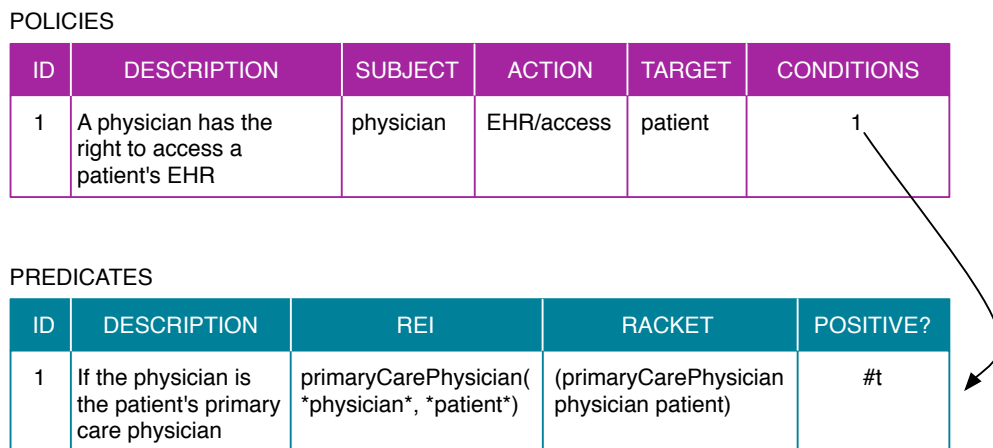 POLICIES
ID DESCRIPTION SUBJECT ACTION TARGET CONDITIONS
1 A physician has the physician EHR/access patient 1
right to access a
patient's EHR
PREDICATES
ID DESCRIPTION REI RACKET POSITIVE?
1 If the physician is primaryCarePhysician( (primaryCarePhysician #t
the patient's primary *physician*, *patient*) physician patient)
care physician